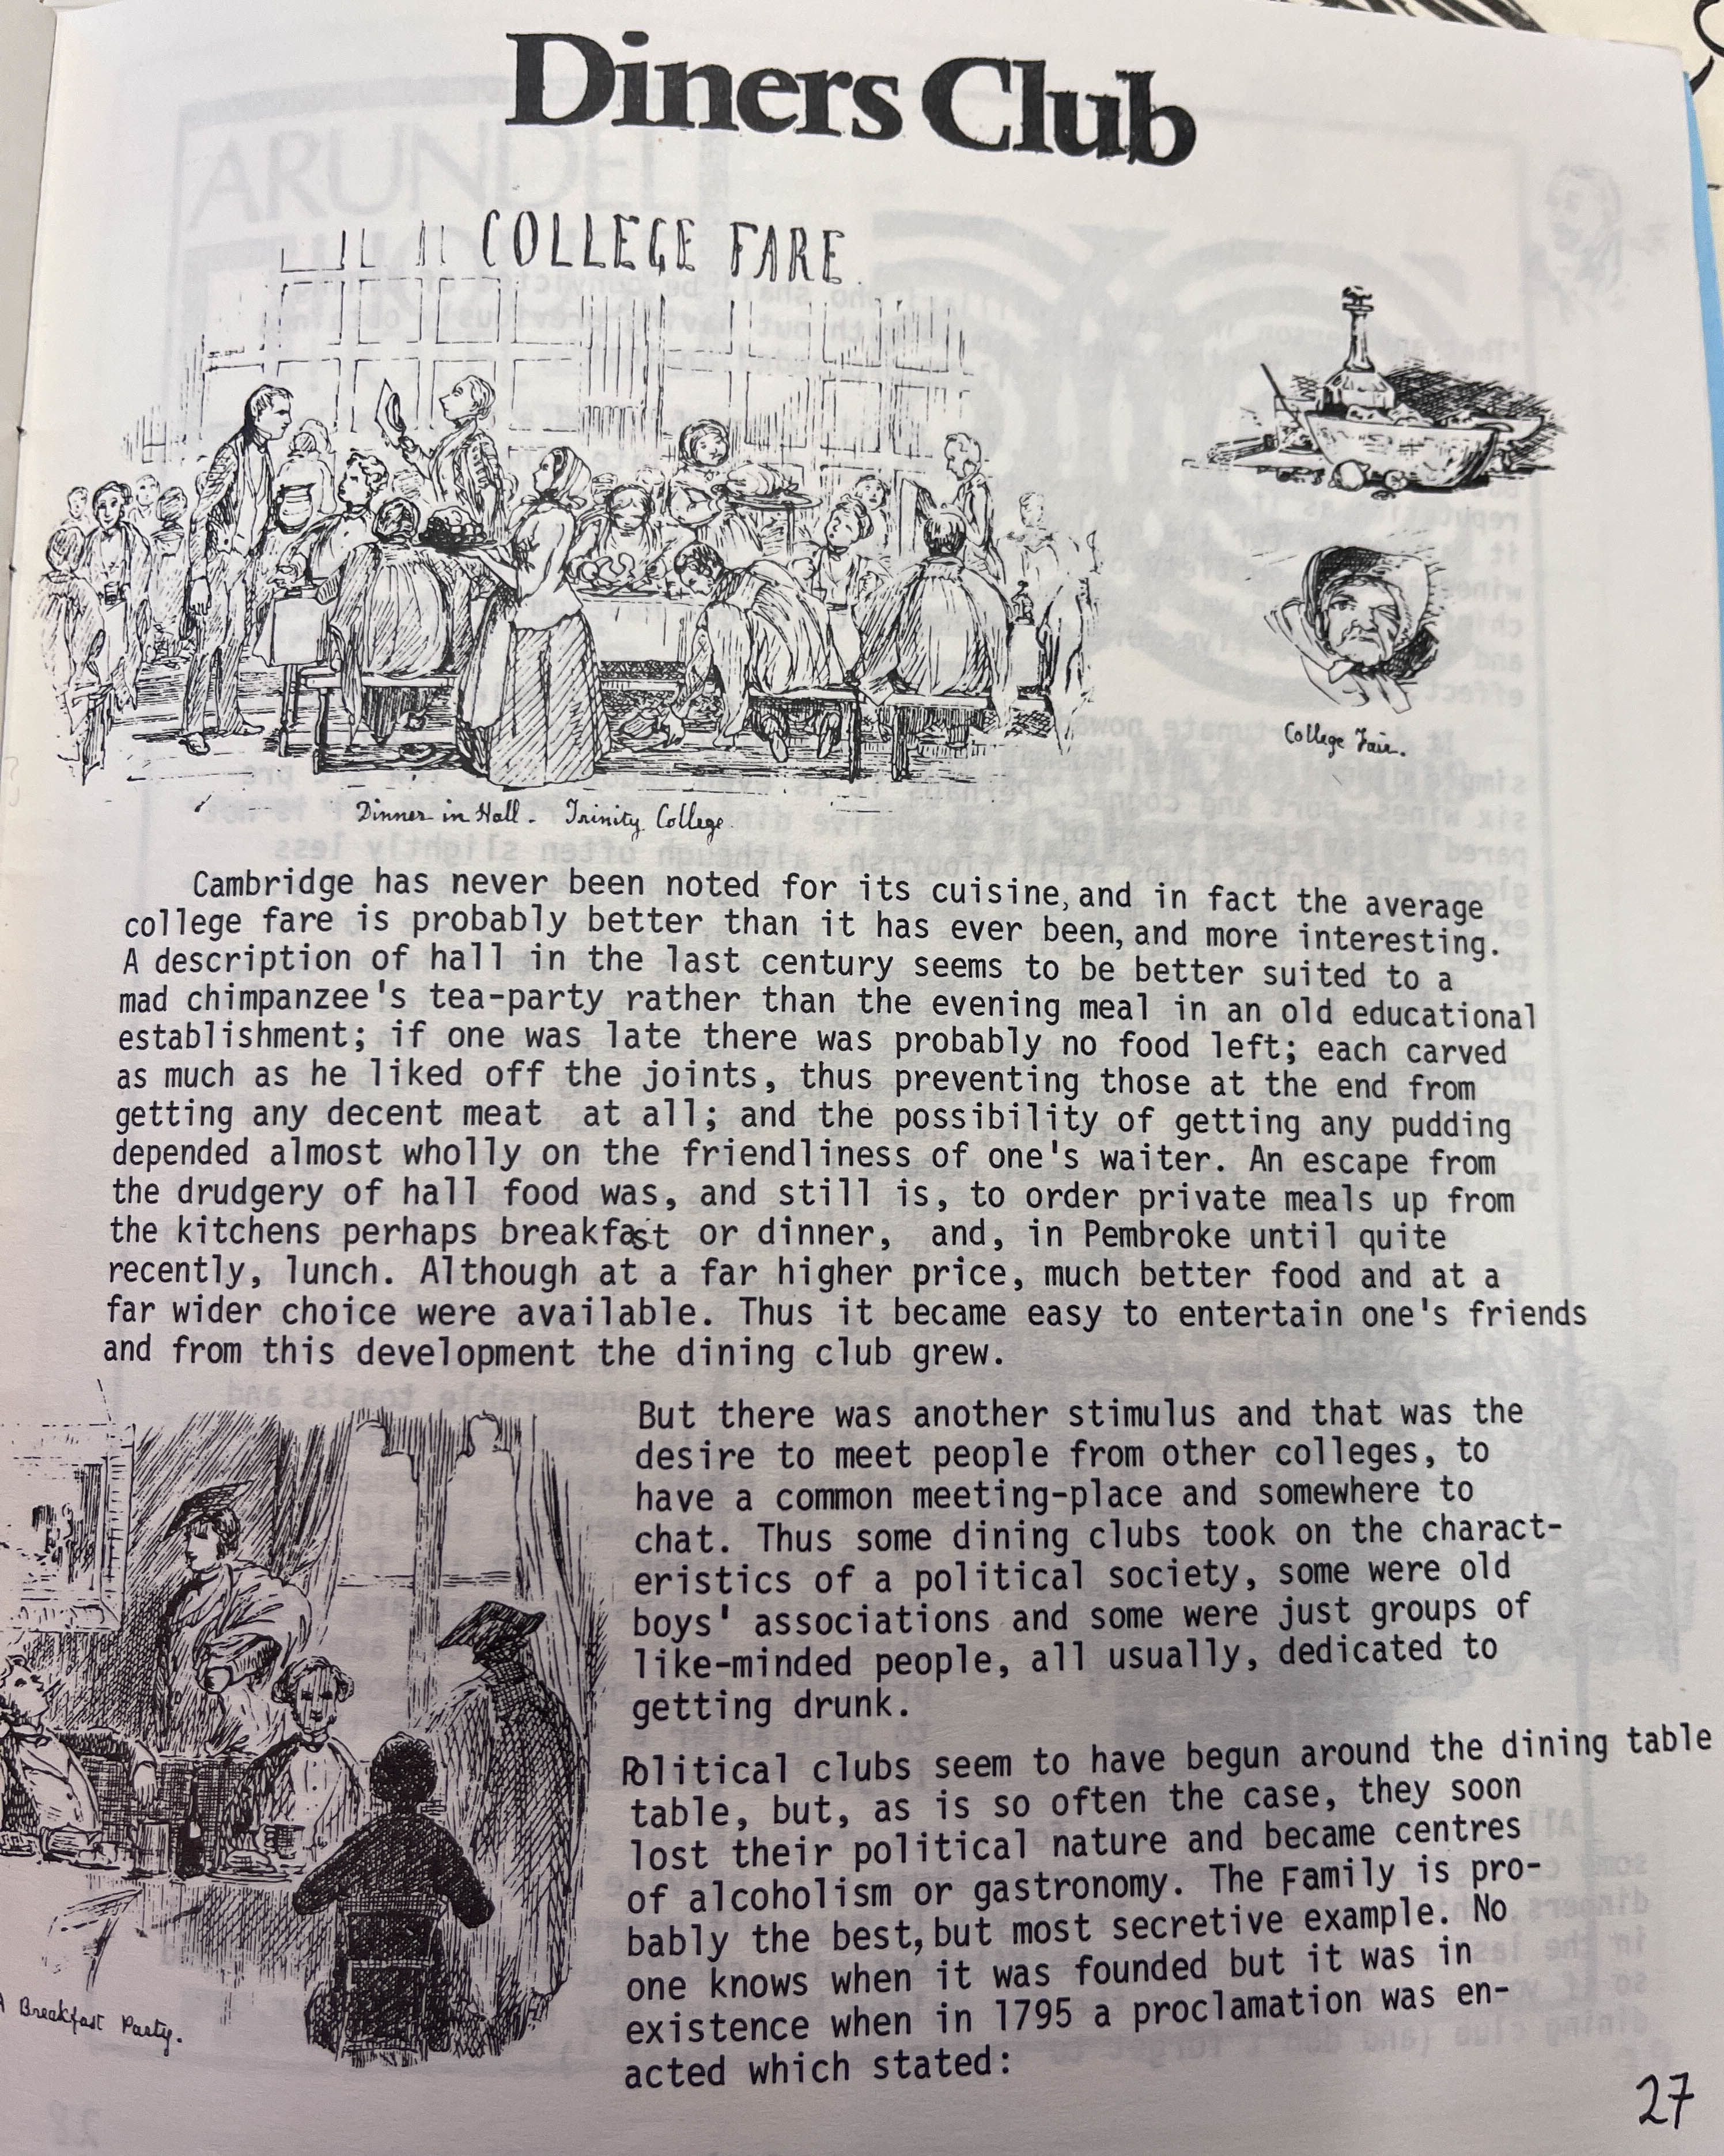 Diners Club
COLLEGE FARE
College Fair.
Dinner in Hall - Trinity College.
Cambridge has never been noted for its cuisine, and in fact the average
college fare is probably better than it has ever been, and more interesting.
A description of hall in the last century seems to be better suited to a
mad chimpanzee's tea-party rather than the evening meal in an old educational
establishment; if one was late there was probably no food left; each carved
as much as he liked off the joints, thus preventing those at the end from
getting any decent meat at all; and the possibility of getting any pudding
depended almost wholly on the friendliness of one's waiter. An escape from
the drudgery of hall food was, and still is, to order private meals up from
the kitchens perhaps breakfast or dinner, and, in Pembroke until quite
recently, lunch. Although at a far higher price, much better food and at a
far wider choice were available. Thus it became easy to entertain one's friends
and from this development the dining club grew.
But there was another stimulus and that was the
desire to meet people from other colleges, to
have a common meeting-place and somewhere to
chat. Thus some dining clubs took on the charact-
eristics of a political society, some were old
boys' associations and some were just groups of
like-minded people, all usually, dedicated to
getting drunk.
Political clubs seem to have begun around the dining table
table, but, as is so often the case, they soon
lost their political nature and became centres
of alcoholism or gastronomy. The Family is pro-
bably the best, but most secretive example. No
one knows when it was founded but it was in
existence when in 1795 a proclamation was en-
acted which stated:
A Breakfast Party.
27